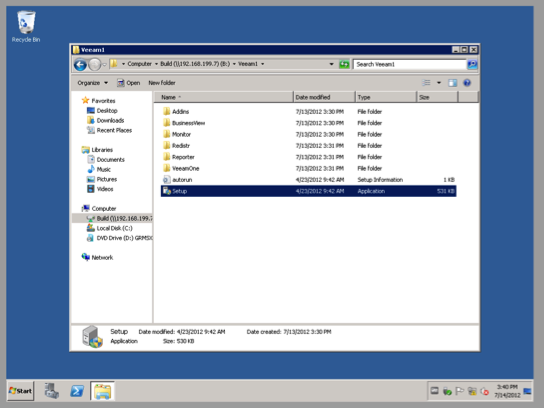 Recycle Bin
Veeam1
Computer Build (\\192.168.199.7) (B:) Veeam1
Search Veeam1
Organize Open New folder
Name Date modified Type Size
Favorites
Desktop
Downloads
Recent Places
Libraries
Documents
Music
Pictures
Videos
Computer
Build (\\192.168.199.7
Local Disk (C:)
DVD Drive (D:) GRMSX
Network
Addins 7/13/2012 3:30 PM File folder
BusinessView 7/13/2012 3:30 PM File folder
Monitor 7/13/2012 3:30 PM File folder
Redistr 7/13/2012 3:31 PM File folder
Reporter 7/13/2012 3:31 PM File folder
VeeamOne 7/13/2012 3:31 PM File folder
autorun 4/23/2012 9:42 AM Setup Information 1 KB
Setup 4/23/2012 9:42 AM Application 531 KB
Setup Date modified: 4/23/2012 9:42 AM Date created: 7/13/2012 3:30 PM
Application Size: 530 KB
Start
3:40 PM
7/14/2012